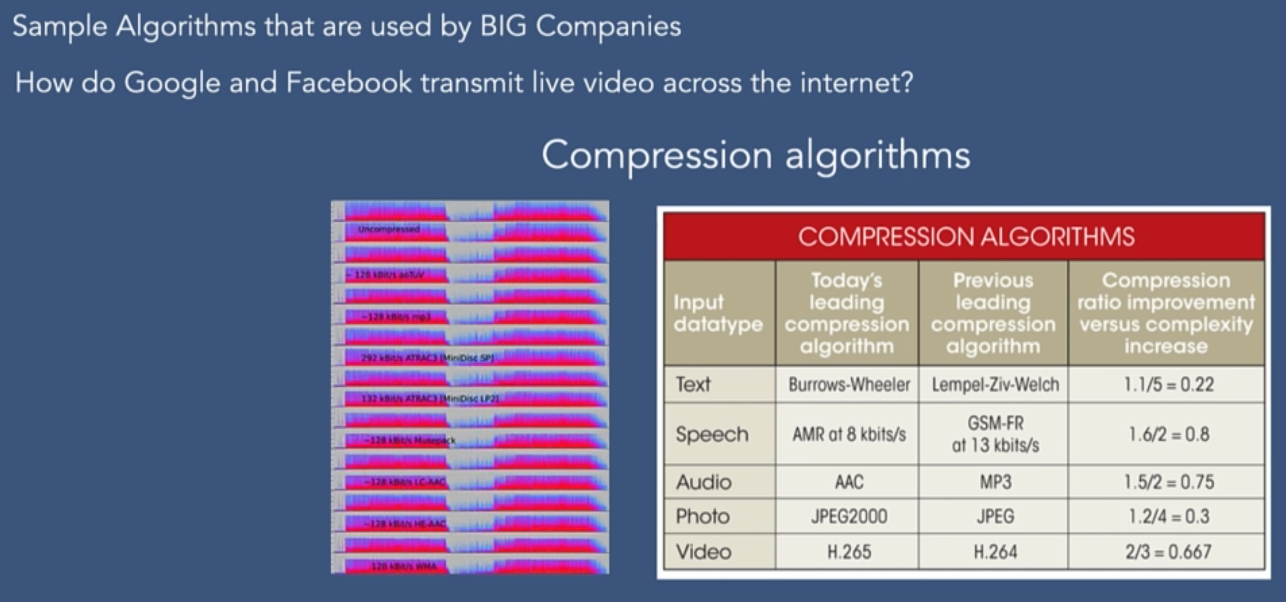 Sample Algorithms that are used by BIG Companies
How do Google and Facebook transmit live video across the internet?
Compression algorithms
Uncompressed
~ 128 kBit/s aoTuV
~128 kBit/s mp3
292 kBit/s ATRAC3 [MiniDisc SP]
132 kBit/s ATRAC3 [MiniDisc LP2]
~128 kBit/s Musepack
~128 kBit/s LC-AAC
~128 kBit/s HE-AAC
128 kBit/s WMA
COMPRESSION ALGORITHMS
Input datatype | Today's leading compression algorithm | Previous leading compression algorithm | Compression ratio improvement versus complexity increase
Text | Burrows-Wheeler | Lempel-Ziv-Welch | 1.1/5 = 0.22
Speech | AMR at 8 kbits/s | GSM-FR at 13 kbits/s | 1.6/2 = 0.8
Audio | AAC | MP3 | 1.5/2 = 0.75
Photo | JPEG2000 | JPEG | 1.2/4 = 0.3
Video | H.265 | H.264 | 2/3 = 0.667